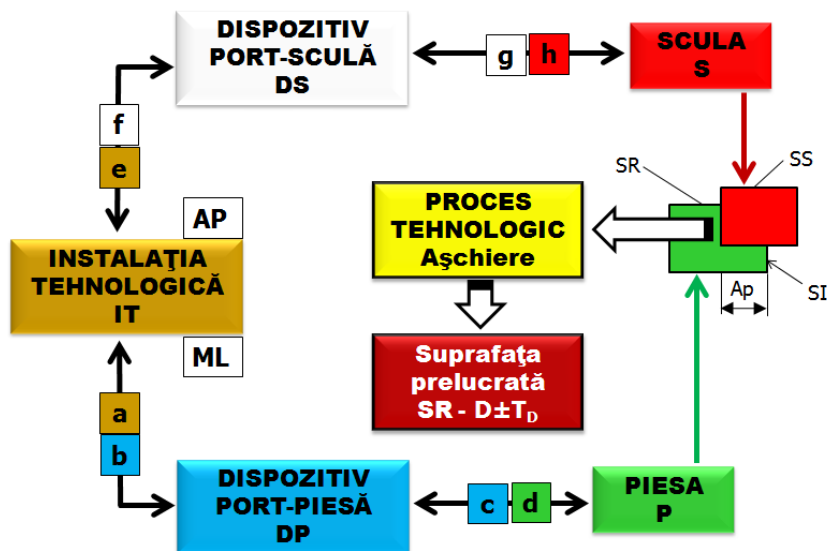 DISPOZITIV
PORT-SCULĂ
DS
g
h
SCULA
S
f
e
SR
SS
AP
PROCES
TEHNOLOGIC
Aşchiere
INSTALAŢIA
TEHNOLOGICĂ
IT
Ap
SI
ML
Suprafaţa
prelucrată
SR - D±T_D
a
b
DISPOZITIV
PORT-PIESĂ
DP
c
d
PIESA
P